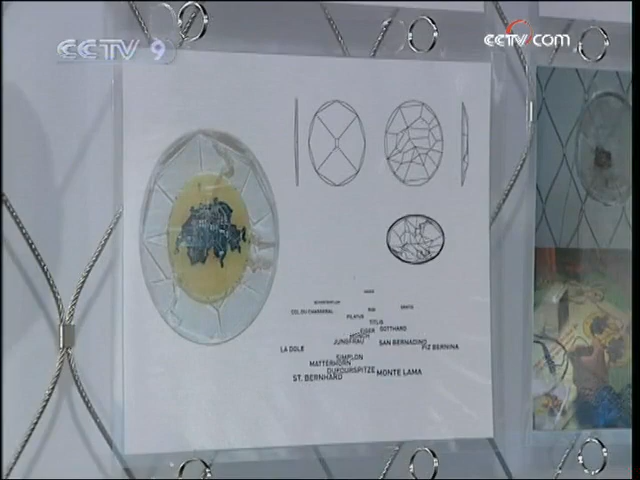 CCTV 9
CCTV.com
COL DU CHASSERAL
PILATUS
TITLIS
EIGER GOTTHARD
MÖNCH
JUNGFRAU SAN BERNADINO
LA DOLE PIZ BERNINA
SIMPLON
MATTERHORN
DUFOURSPITZE
ST. BERNHARD MONTE LAMA